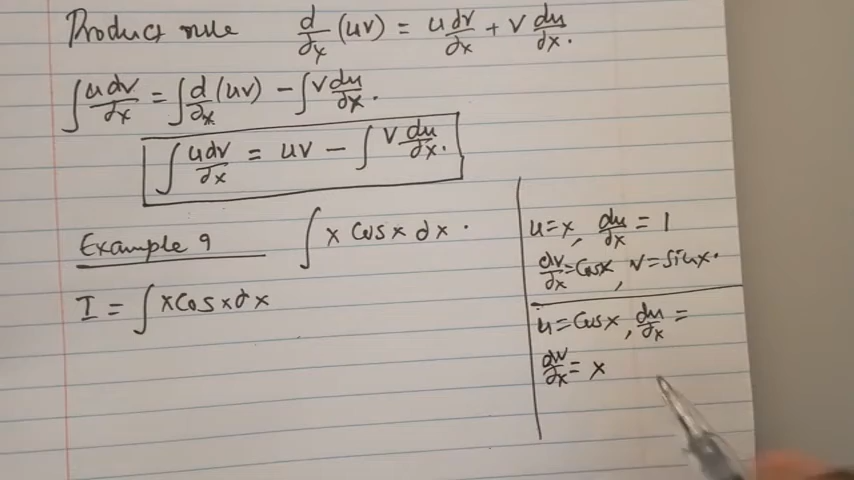 Product rule d/dx (uv) = u dv/dx + v du/dx.
∫ u dv/dx = ∫ d/dx (uv) - ∫ v du/dx.
∫ u dv/dx = uv - ∫ v du/dx.
Example 9 ∫ x cos x dx.
I = ∫ x cos x dx
u = x, du/dx = 1
dv/dx = cos x, v = sin x.
u = cos x, du/dx =
dv/dx = x